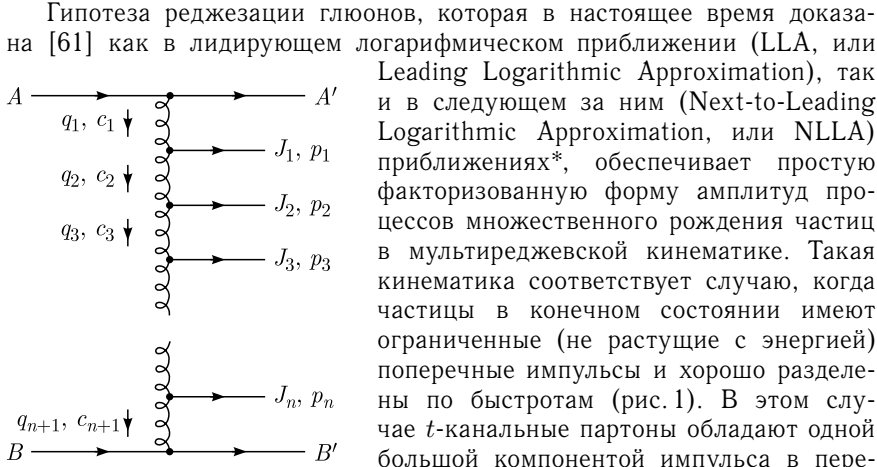 Гипотеза реджезации глюонов, которая в настоящее время доказа-
на [61] как в лидирующем логарифмическом приближении (LLA, или
Leading Logarithmic Approximation), так
и в следующем за ним (Next-to-Leading
Logarithmic Approximation, или NLLA)
приближениях*, обеспечивает простую
факторизованную форму амплитуд про-
цессов множественного рождения частиц
в мультиреджевской кинематике. Такая
кинематика соответствует случаю, когда
частицы в конечном состоянии имеют
ограниченные (не растущие с энергией)
поперечные импульсы и хорошо разделе-
ны по быстротам (рис. 1). В этом слу-
чае t-канальные партоны обладают одной
большой компонентой импульса в пере-
A A′
q₁, c₁
J₁, p₁
q₂, c₂
J₂, p₂
q₃, c₃
J₃, p₃
Jₙ, pₙ
qₙ₊₁, cₙ₊₁
B B′